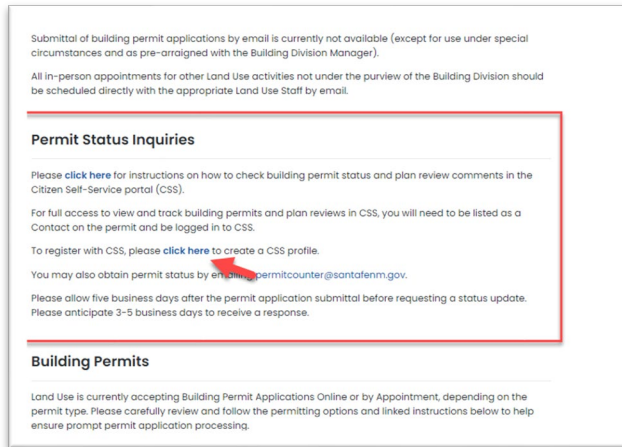 Submittal of building permit applications by email is currently not available (except for use under special
circumstances and as pre-arraigned with the Building Division Manager).
All in-person appointments for other Land Use activities not under the purview of the Building Division should
be scheduled directly with the appropriate Land Use Staff by email.
Permit Status Inquiries
Please click here for instructions on how to check building permit status and plan review comments in the
Citizen Self-Service portal (CSS).
For full access to view and track building permits and plan reviews in CSS, you will need to be listed as a
Contact on the permit and be logged in to CSS.
To register with CSS, please click here to create a CSS profile.
You may also obtain permit status by emailing permitcounter@santafenm.gov.
Please allow five business days after the permit application submittal before requesting a status update.
Please anticipate 3-5 business days to receive a response.
Building Permits
Land Use is currently accepting Building Permit Applications Online or by Appointment, depending on the
permit type. Please carefully review and follow the permitting options and linked instructions below to help
ensure prompt permit application processing.